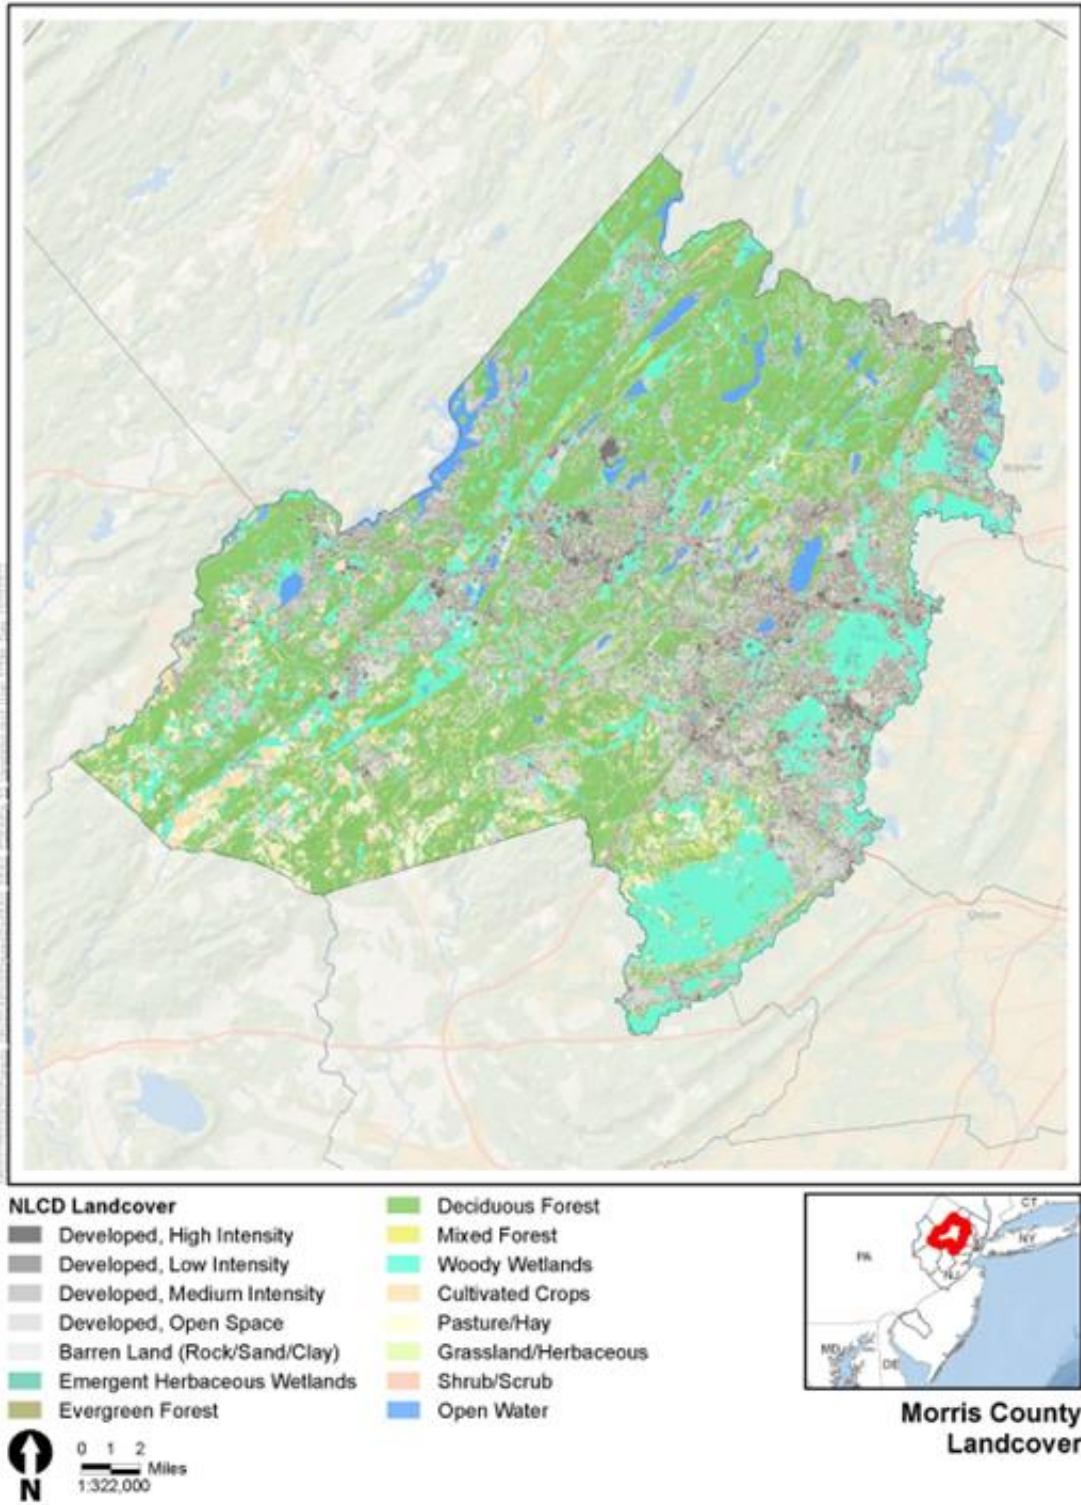 Wayne
Union
NLCD Landcover
Developed, High Intensity
Developed, Low Intensity
Developed, Medium Intensity
Developed, Open Space
Barren Land (Rock/Sand/Clay)
Emergent Herbaceous Wetlands
Evergreen Forest
Deciduous Forest
Mixed Forest
Woody Wetlands
Cultivated Crops
Pasture/Hay
Grassland/Herbaceous
Shrub/Scrub
Open Water
N
0 1 2
Miles
1:322,000
CT
NY
PA
NJ
MD
DE
Morris County
Landcover